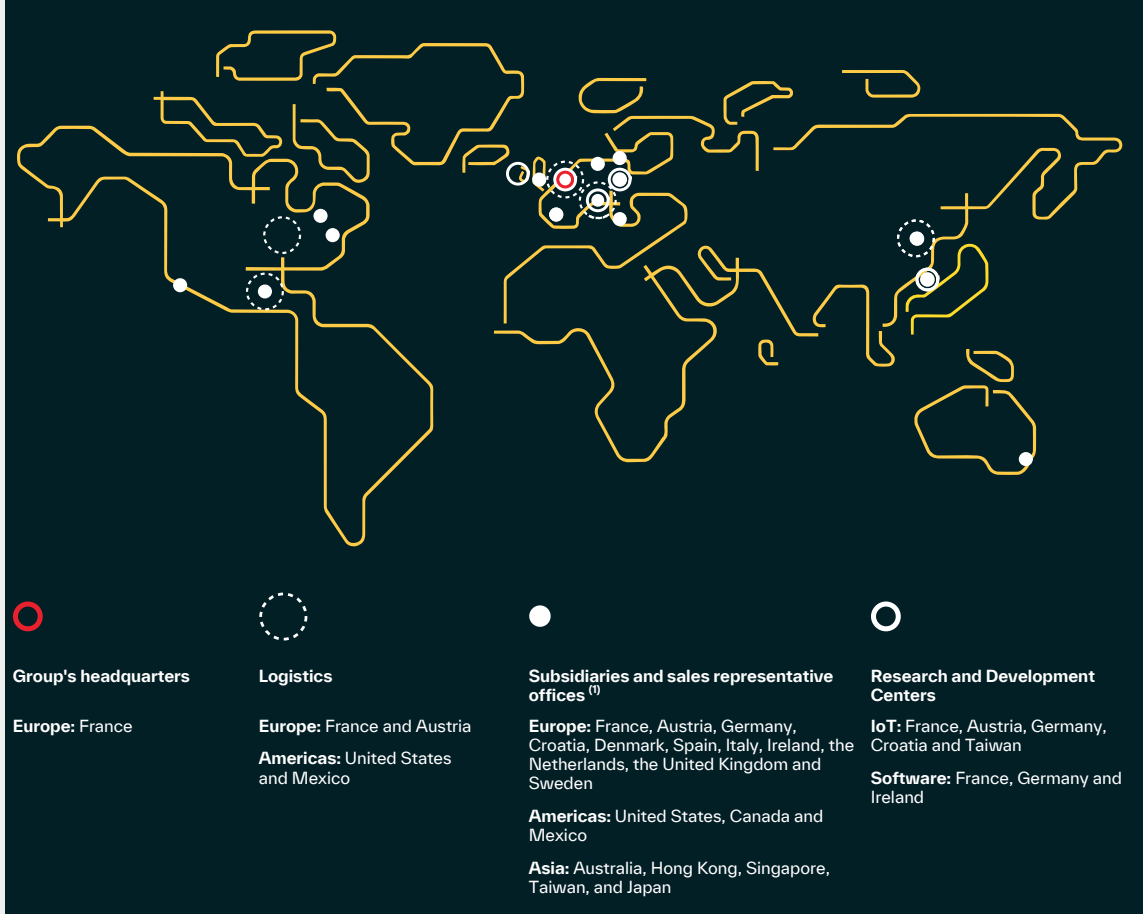 Group's headquarters
Europe: France
Logistics
Europe: France and Austria
Americas: United States
and Mexico
Subsidiaries and sales representative
offices (1)
Europe: France, Austria, Germany,
Croatia, Denmark, Spain, Italy, Ireland, the
Netherlands, the United Kingdom and
Sweden
Americas: United States, Canada and
Mexico
Asia: Australia, Hong Kong, Singapore,
Taiwan, and Japan
Research and Development
Centers
IoT: France, Austria, Germany,
Croatia and Taiwan
Software: France, Germany and
Ireland